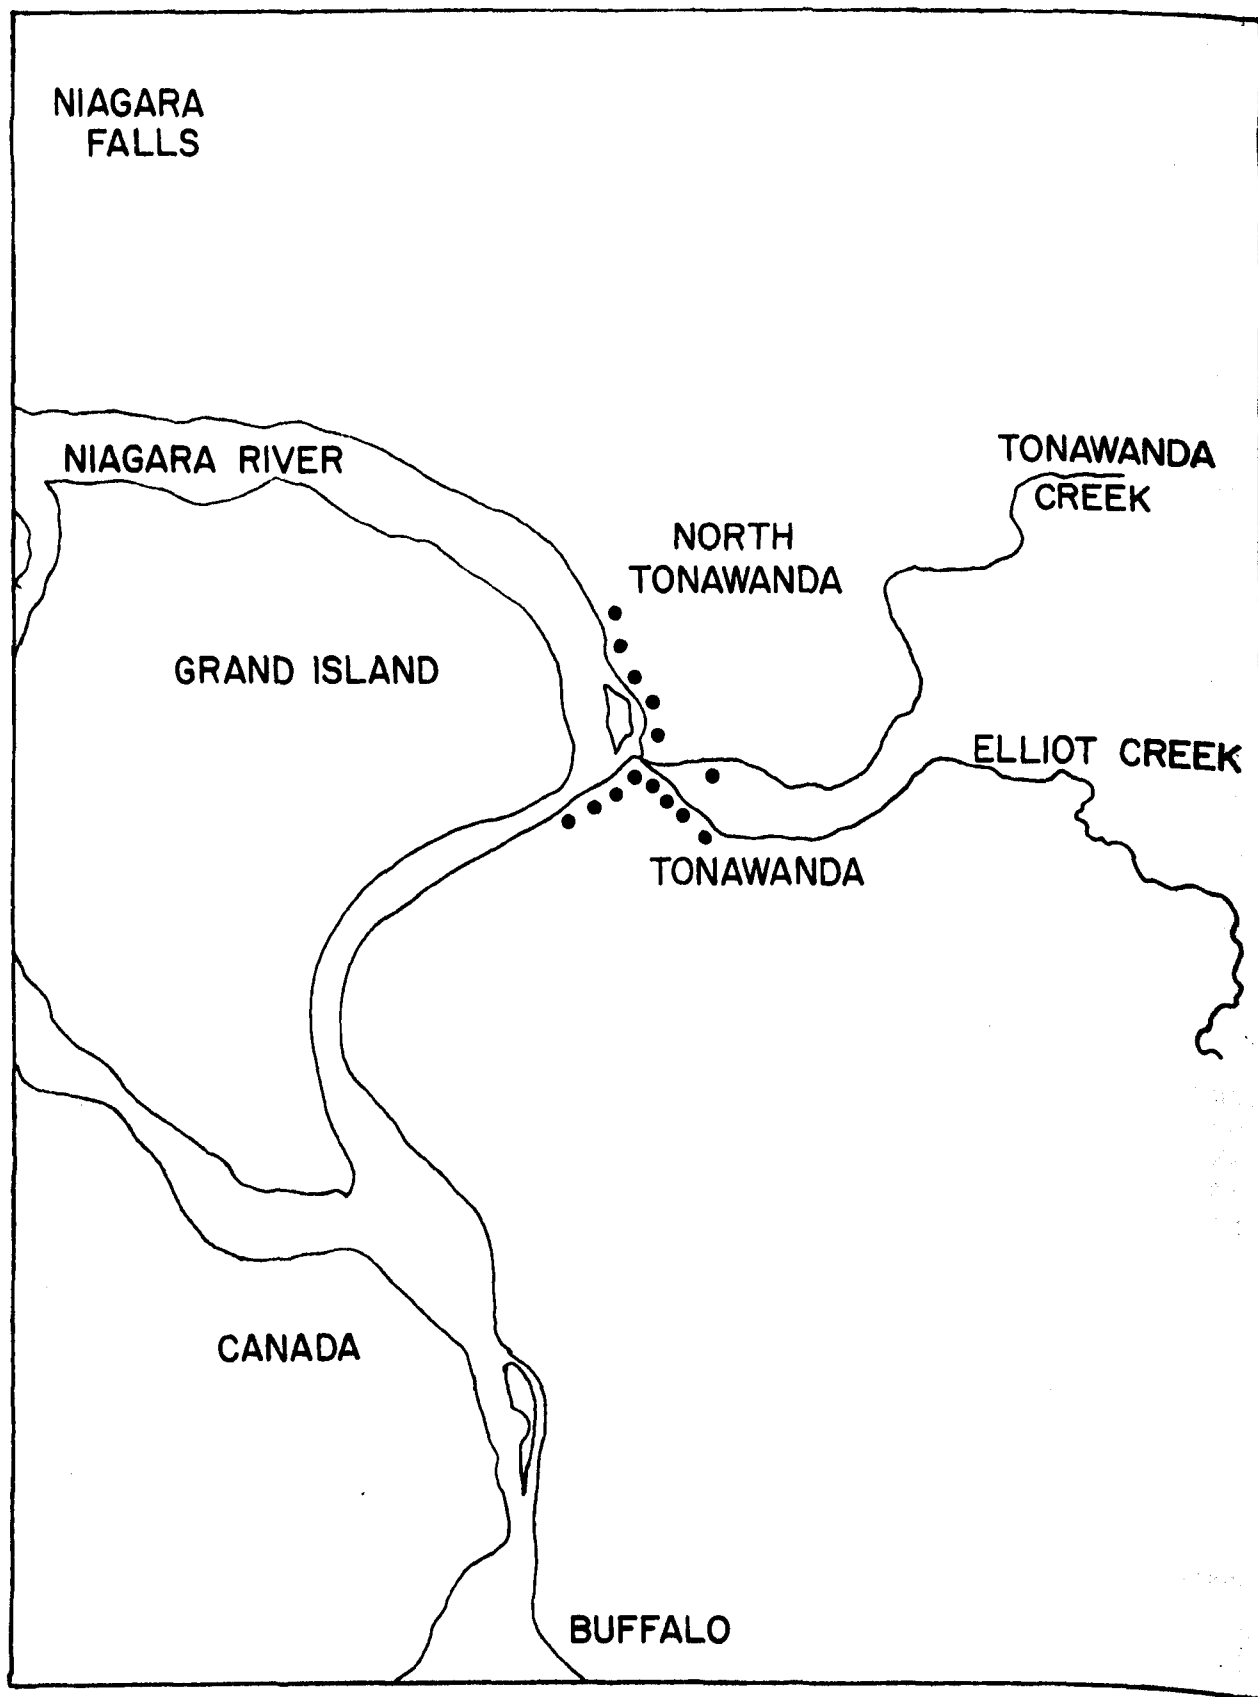 NIAGARA
FALLS
NIAGARA RIVER
TONAWANDA
CREEK
NORTH
TONAWANDA
GRAND ISLAND
ELLIOT CREEK
TONAWANDA
CANADA
BUFFALO